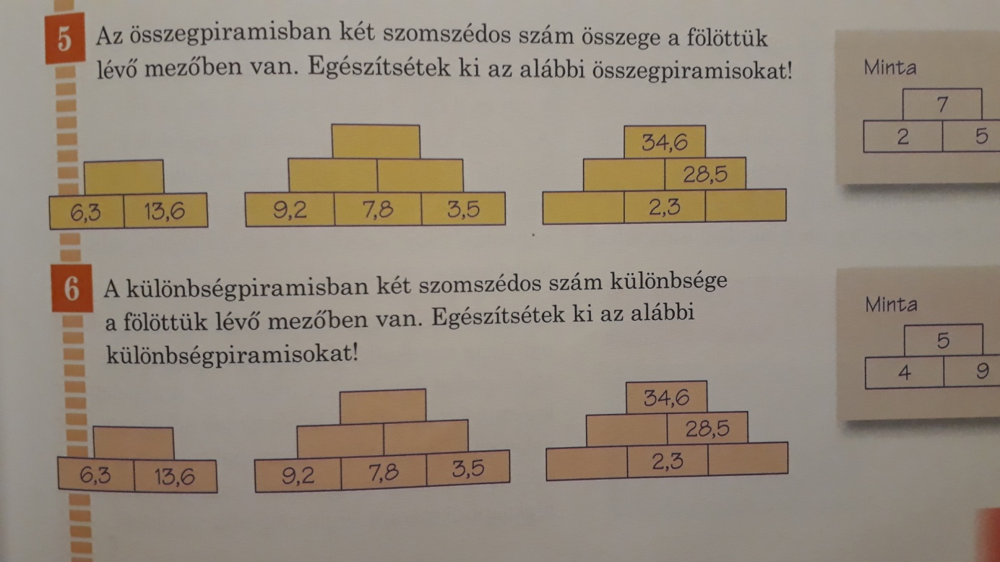 5 Az összegpiramisban két szomszédos szám összege a fölöttük
lévő mezőben van. Egészítsétek ki az alábbi összegpiramisokat!
Minta
7
2 5
34,6
28,5
6,3 13,6
9,2 7,8 3,5
2,3
6 A különbségpiramisban két szomszédos szám különbsége
a fölöttük lévő mezőben van. Egészítsétek ki az alábbi
különbségpiramisokat!
Minta
5
4 9
34,6
28,5
6,3 13,6
9,2 7,8 3,5
2,3